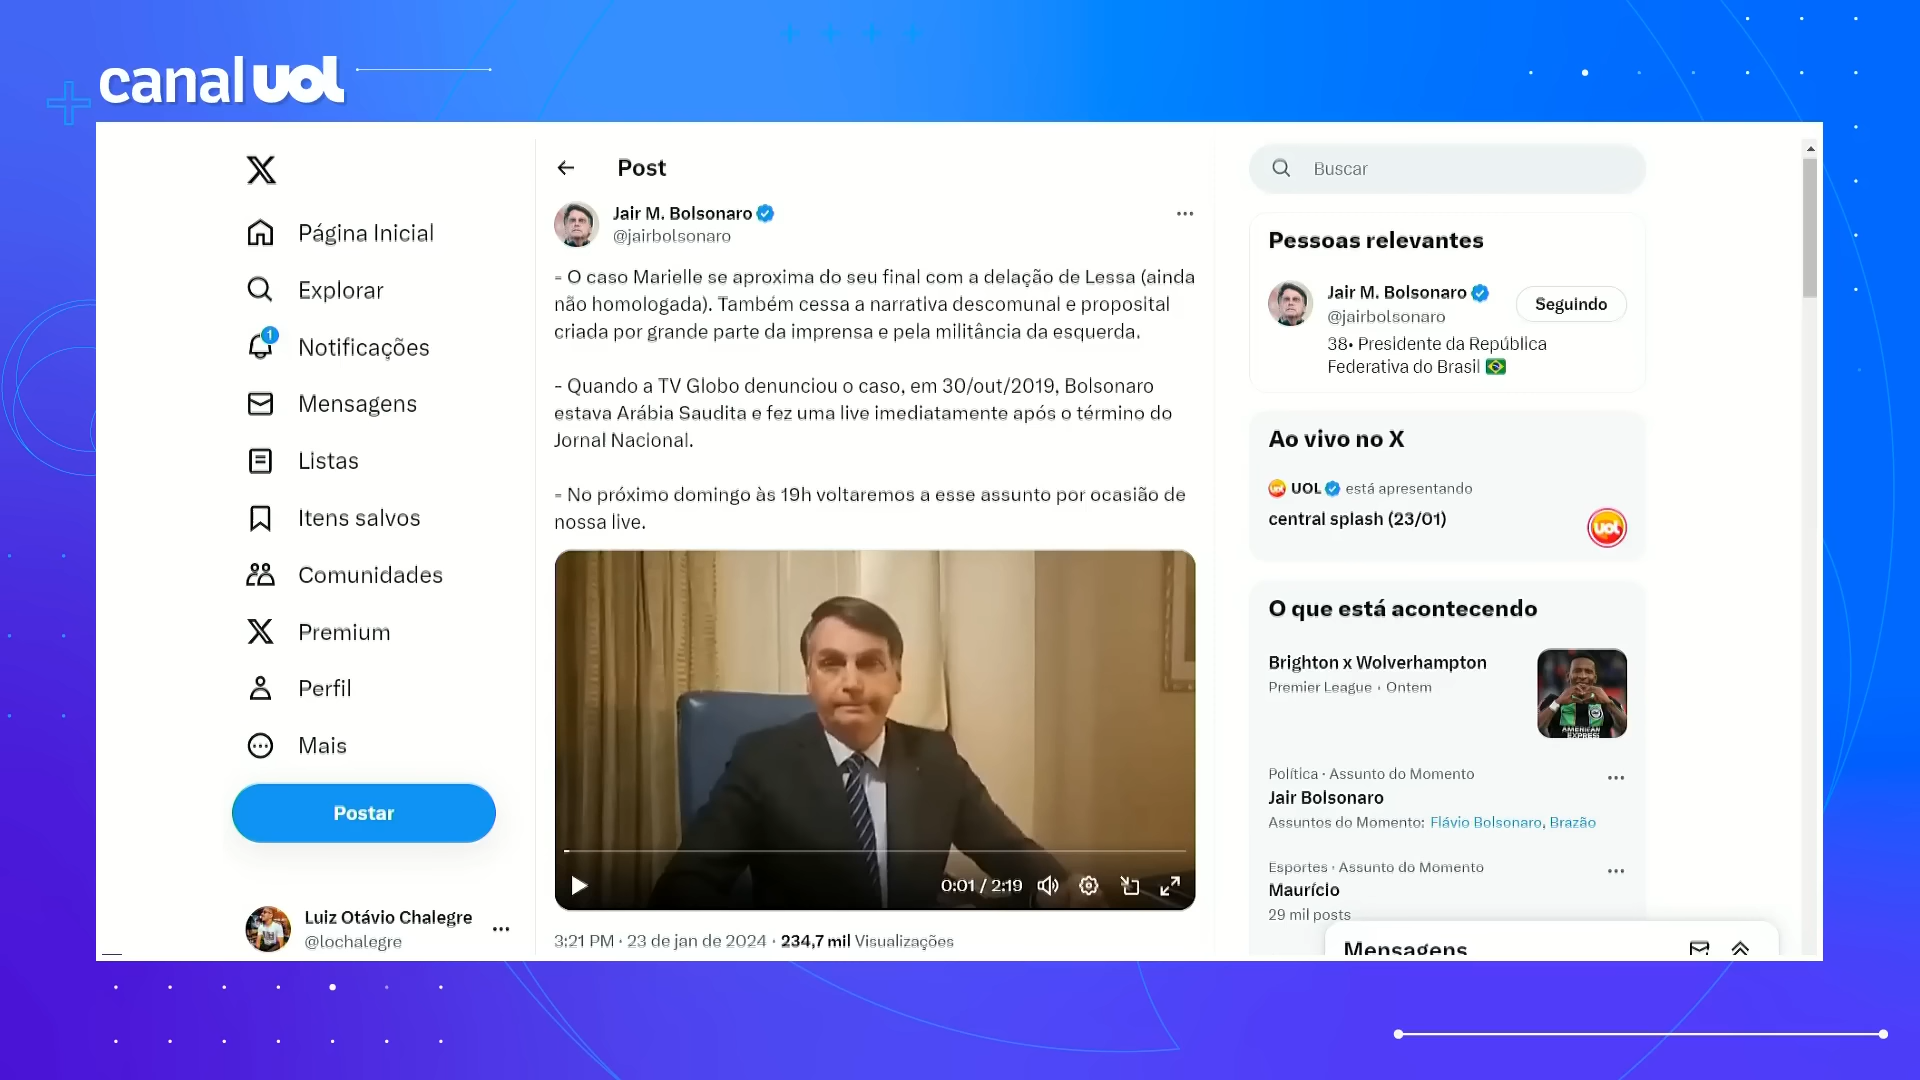 canal uol
X
Página Inicial
Explorar
1
Notificações
Mensagens
Listas
Itens salvos
Comunidades
Premium
Perfil
Mais
Postar
Luiz Otávio Chalegre
@lochalegre
Post
Jair M. Bolsonaro
@jairbolsonaro
- O caso Marielle se aproxima do seu final com a delação de Lessa (ainda
não homologada). Também cessa a narrativa descomunal e proposital
criada por grande parte da imprensa e pela militância da esquerda.
- Quando a TV Globo denunciou o caso, em 30/out/2019, Bolsonaro
estava Arábia Saudita e fez uma live imediatamente após o término do
Jornal Nacional.
- No próximo domingo às 19h voltaremos a esse assunto por ocasião de
nossa live.
0:01 / 2:19
3:21 PM · 23 de jan de 2024 · 234,7 mil Visualizações
Buscar
Pessoas relevantes
Jair M. Bolsonaro
@jairbolsonaro
Seguindo
38• Presidente da República
Federativa do Brasil
Ao vivo no X
UOL está apresentando
central splash (23/01)
uol
O que está acontecendo
Brighton x Wolverhampton
Premier League · Ontem
AMERICAN
EXPRESS
Política · Assunto do Momento
Jair Bolsonaro
Assuntos do Momento: Flávio Bolsonaro, Brazão
Esportes · Assunto do Momento
Maurício
29 mil posts
Mensagens